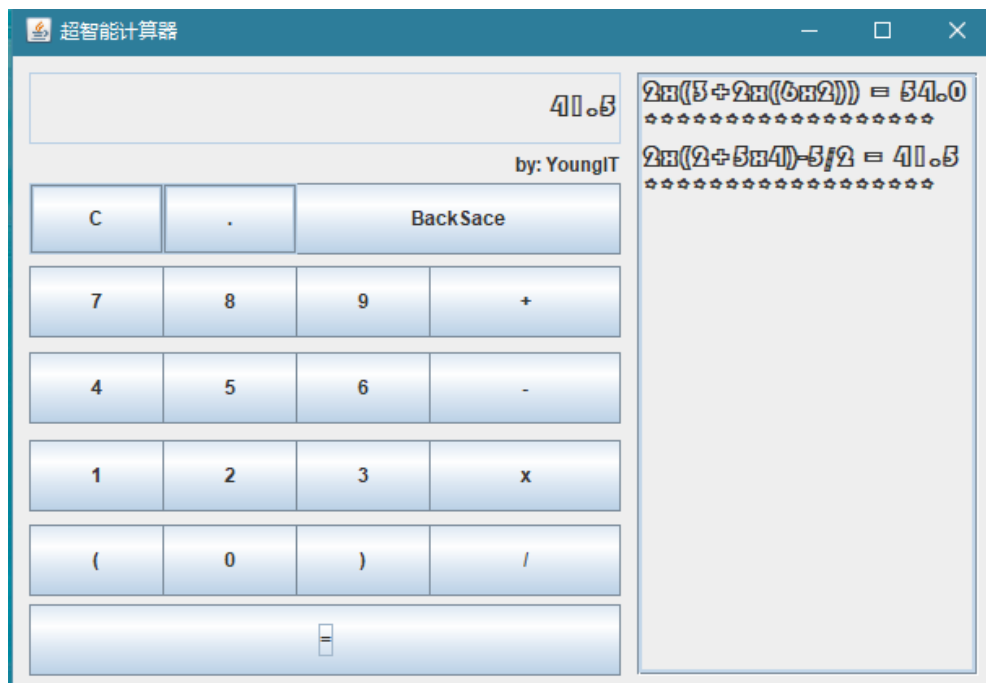 超智能计算器
41.5
by: YoungIT
C . BackSace
7 8 9 +
4 5 6 -
1 2 3 x
( 0 ) /
=
2x(3+2x(6x2)) = 54.0
******************
2x(2+5x4)-5/2 = 41.5
******************